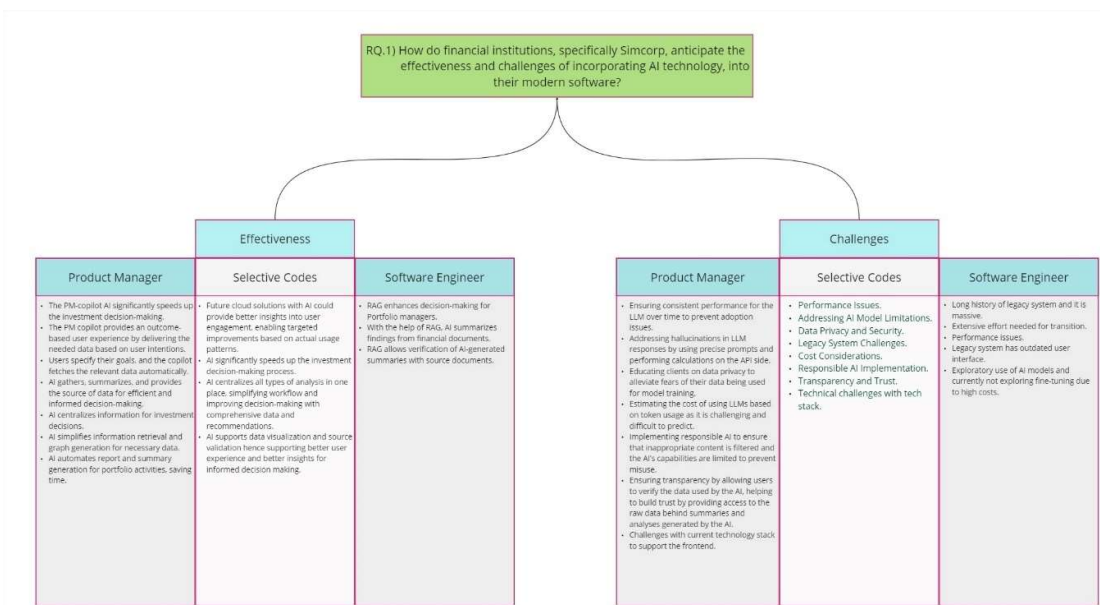 RQ.1) How do financial institutions, specifically Simcorp, anticipate the
effectiveness and challenges of incorporating AI technology, into
their modern software?
Effectiveness
Product Manager
• The PM-copilot AI significantly speeds up
the investment decision-making.
• The PM copilot provides an outcome-
based user experience by delivering the
needed data based on user intentions.
• Users specify their goals, and the copilot
fetches the relevant data automatically.
• AI gathers, summarizes, and provides
the source of data for efficient and
informed decision-making.
• AI centralizes information for investment
decisions.
• AI simplifies information retrieval and
graph generation for necessary data.
• AI automates report and summary
generation for portfolio activities, saving
time.
Selective Codes
• Future cloud solutions with AI could
provide better insights into user
engagement, enabling targeted
improvements based on actual usage
patterns.
• AI significantly speeds up the investment
decision-making process.
• AI centralizes all types of analysis in one
place, simplifying workflow and
improving decision-making with
comprehensive data and
recommendations.
• AI supports data visualization and source
validation hence supporting better user
experience and better insights for
informed decision making.
Software Engineer
• RAG enhances decision-making for
Portfolio managers.
• With the help of RAG, AI summarizes
findings from financial documents.
• RAG allows verification of AI-generated
summaries with source documents.
Challenges
Product Manager
• Ensuring consistent performance for the
LLM over time to prevent adoption
issues.
• Addressing hallucinations in LLM
responses by using precise prompts and
performing calculations on the API side.
• Educating clients on data privacy to
alleviate fears of their data being used
for model training.
• Estimating the cost of using LLMs based
on token usage as it is challenging and
difficult to predict.
• Implementing responsible AI to ensure
that inappropriate content is filtered and
the AI's capabilities are limited to prevent
misuse.
• Ensuring transparency by allowing users
to verify the data used by the AI, helping
to build trust by providing access to the
raw data behind summaries and
analyses generated by the AI.
• Challenges with current technology stack
to support the frontend.
Selective Codes
• Performance Issues.
• Addressing AI Model Limitations.
• Data Privacy and Security.
• Legacy System Challenges.
• Cost Considerations.
• Responsible AI Implementation.
• Transparency and Trust.
• Technical challenges with tech
stack.
Software Engineer
• Long history of legacy system and it is
massive.
• Extensive effort needed for transition.
• Performance Issues.
• Legacy system has outdated user
interface.
• Exploratory use of AI models and
currently not exploring fine-tuning due
to high costs.